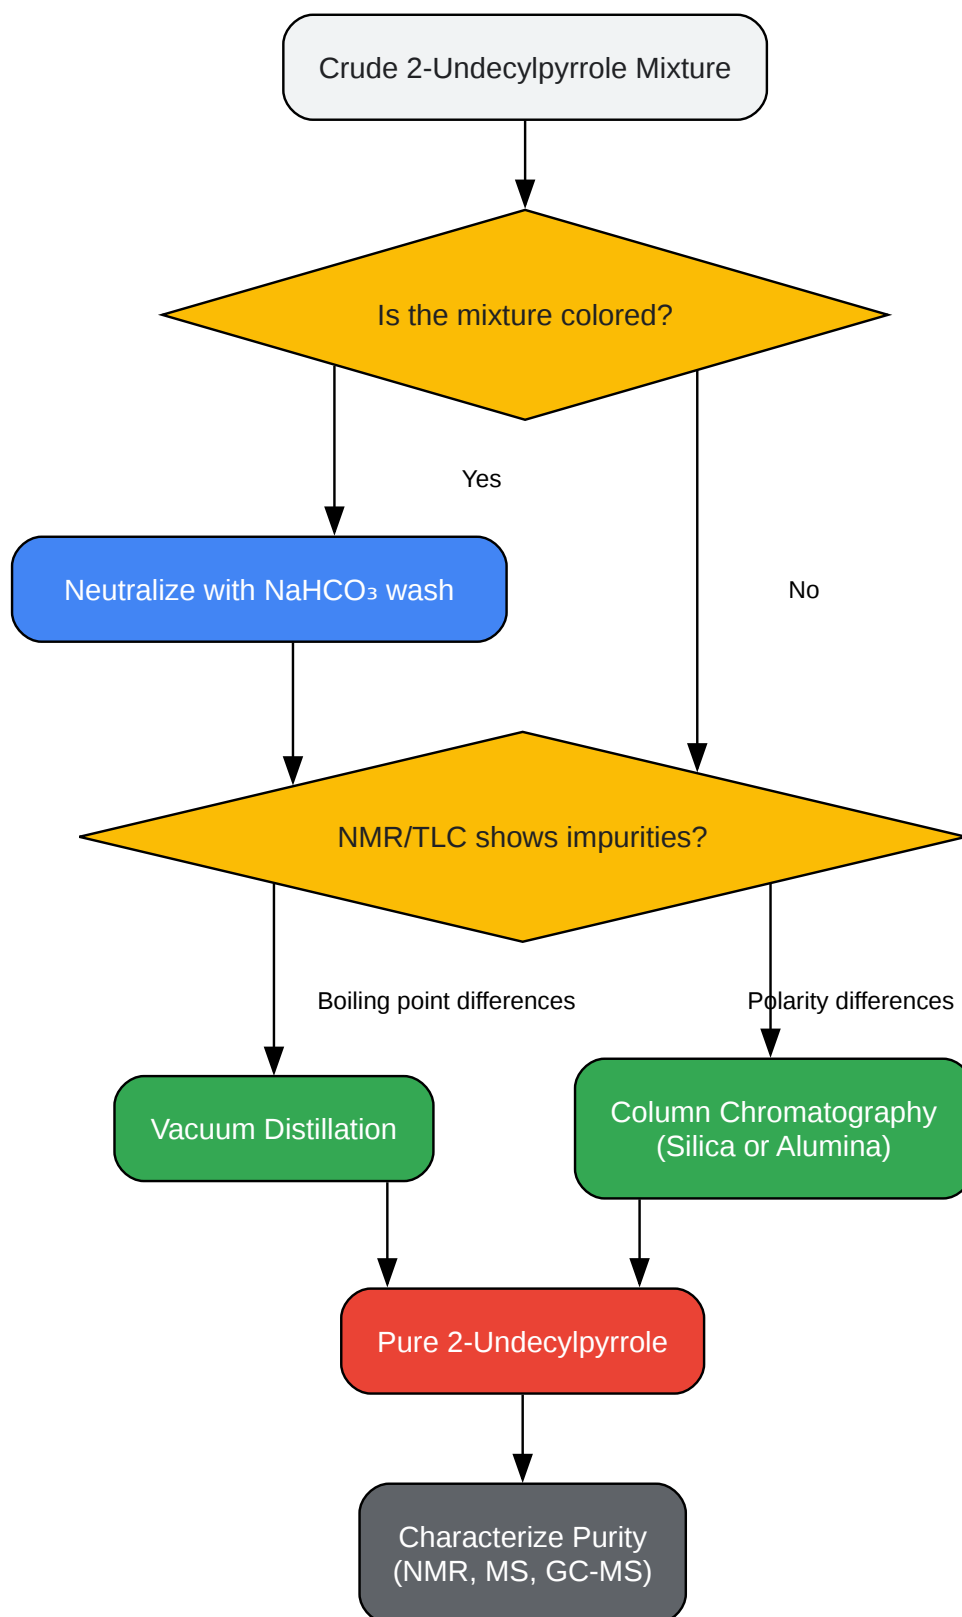 Crude 2-Undecylpyrrole Mixture
Is the mixture colored?
Yes
Neutralize with NaHCO₃ wash
No
NMR/TLC shows impurities?
Boiling point differences
Polarity differences
Vacuum Distillation
Column Chromatography
(Silica or Alumina)
Pure 2-Undecylpyrrole
Characterize Purity
(NMR, MS, GC-MS)